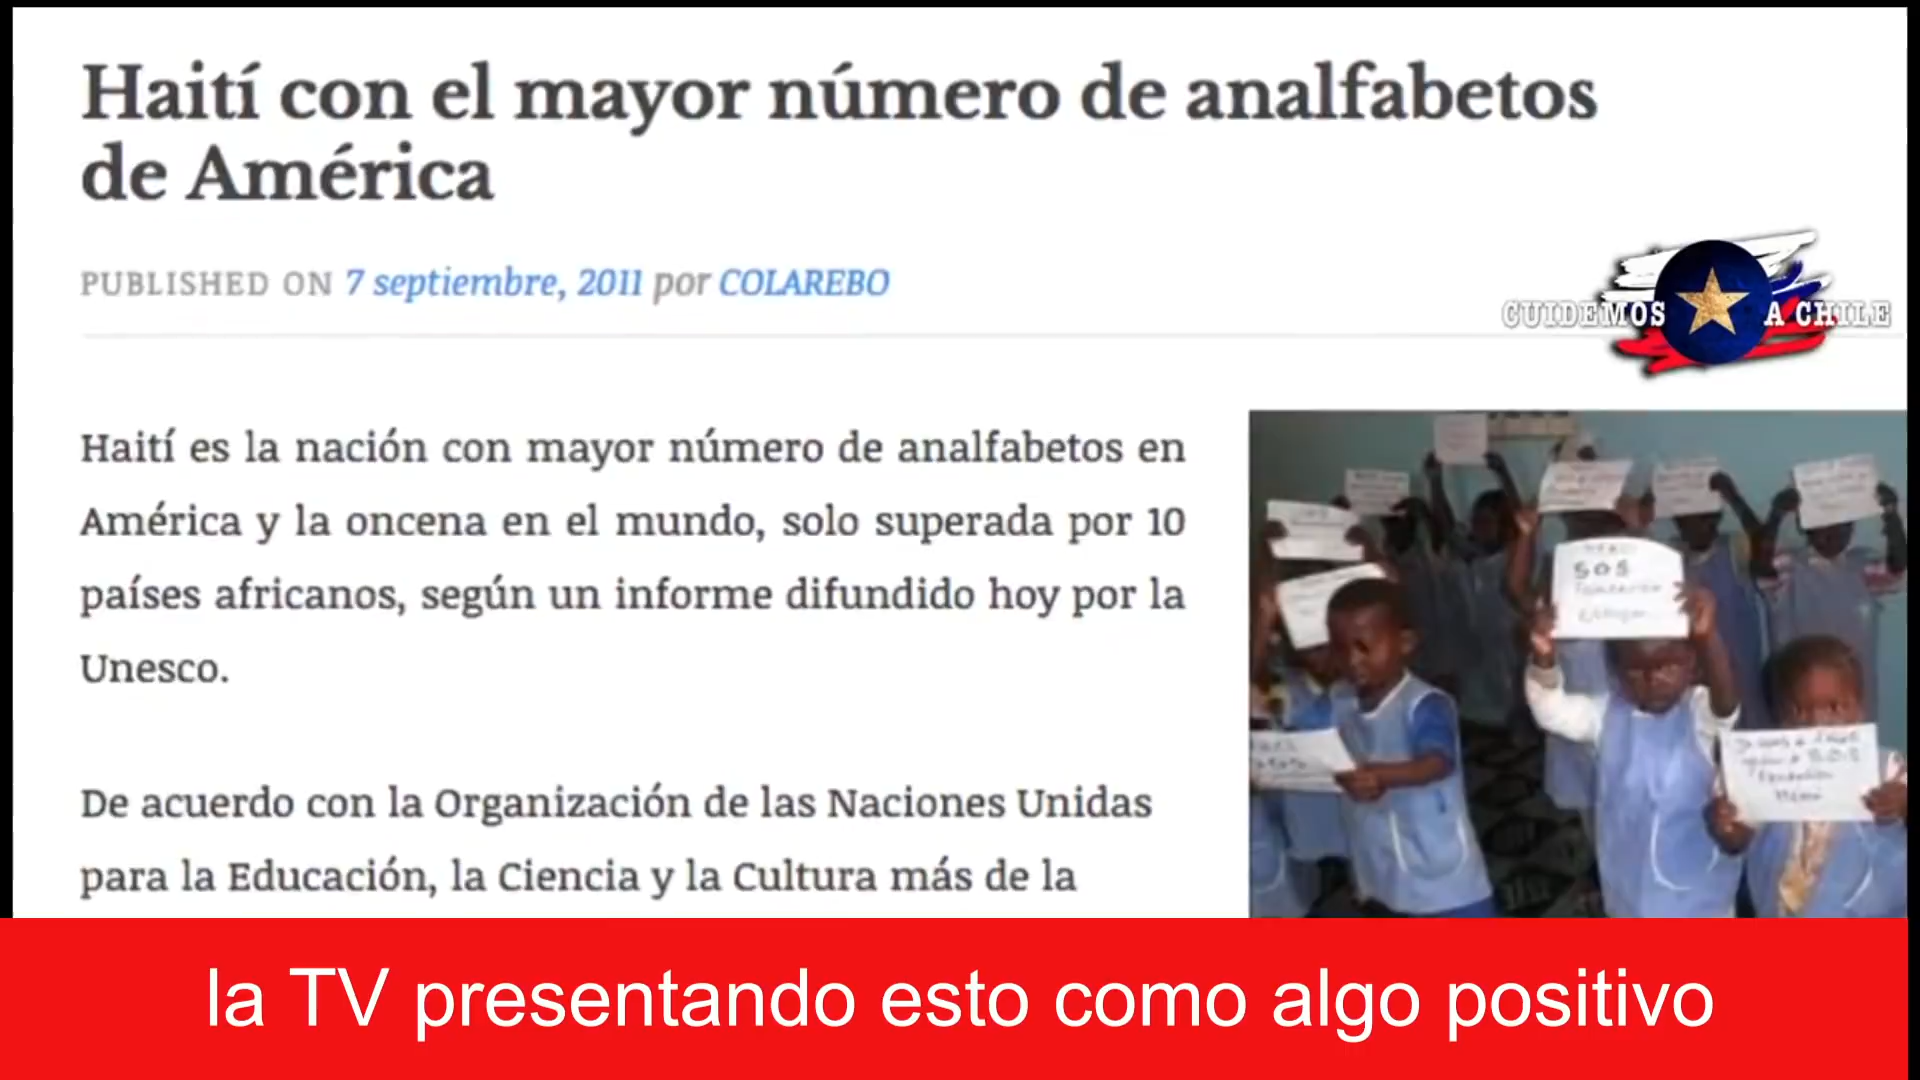 Haití con el mayor número de analfabetos
de América
PUBLISHED ON 7 septiembre, 2011 por COLAREBO
CUIDEMOS A CHILE
Haití es la nación con mayor número de analfabetos en
América y la oncena en el mundo, solo superada por 10
países africanos, según un informe difundido hoy por la
Unesco.
De acuerdo con la Organización de las Naciones Unidas
para la Educación, la Ciencia y la Cultura más de la
SOS
la TV presentando esto como algo positivo